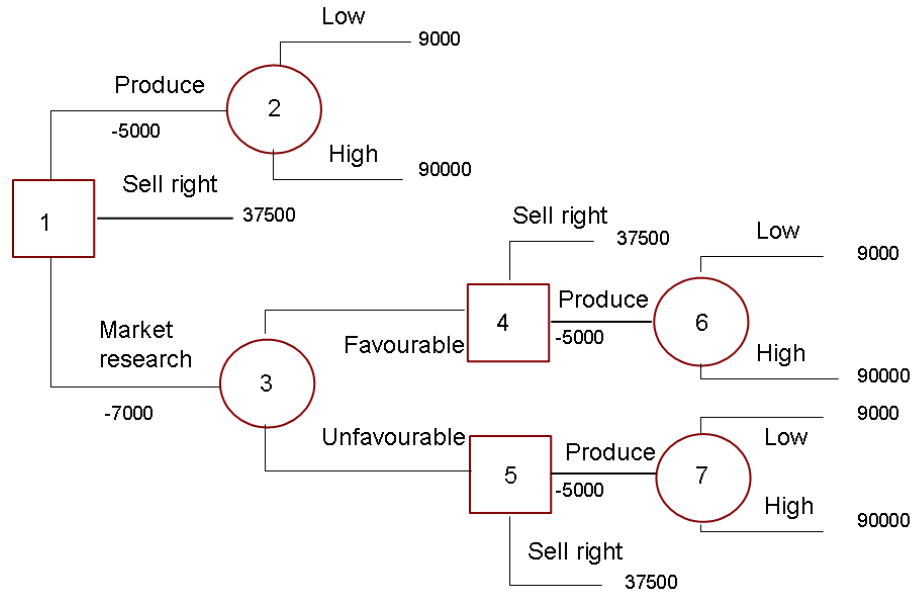 Low
9000
Produce
2
-5000
High
90000
Sell right
37500
1
Sell right
37500
Low
9000
Produce
4
6
-5000
Market
research
Favourable
High
3
90000
-7000
9000
Unfavourable
Low
Produce
5
7
-5000
High
90000
Sell right
37500